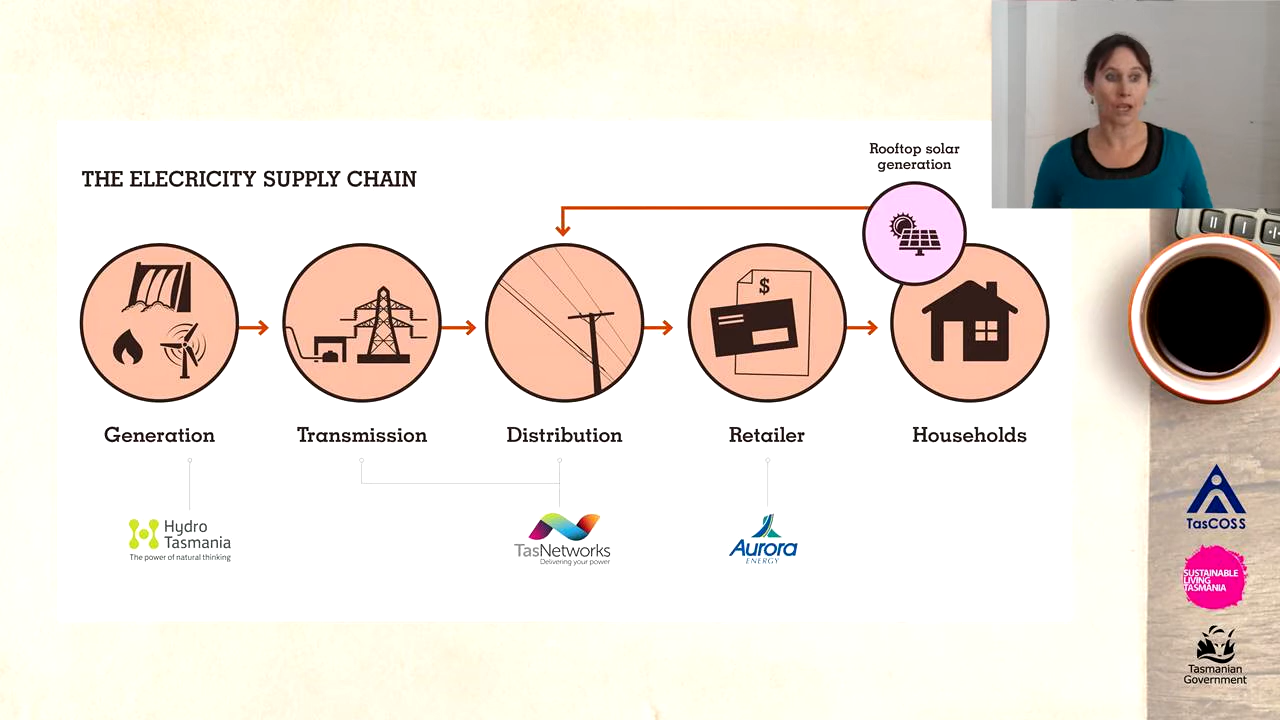 Rooftop solar
generation
THE ELECRICITY SUPPLY CHAIN
$
Generation
Transmission
Distribution
Retailer
Households
Hydro
Tasmania
The power of natural thinking
TasNetworks
Delivering your power
Aurora
ENERGY
TasCOSS
SUSTAINABLE
LIVING
TASMANIA
Tasmanian
Government